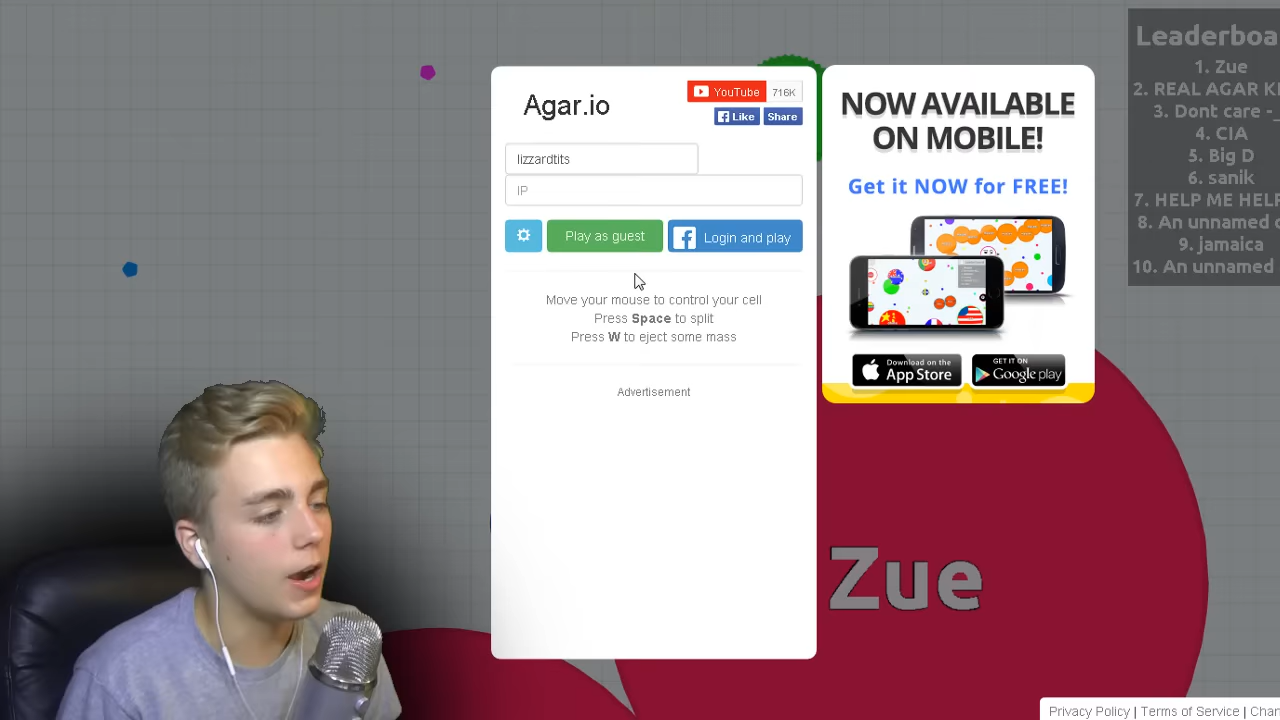 Agar.io
YouTube 716K
Like Share
lizzardtits
IP
Play as guest
Login and play
Move your mouse to control your cell
Press Space to split
Press W to eject some mass
Advertisement
NOW AVAILABLE
ON MOBILE!
Get it NOW for FREE!
Download on the
App Store
GET IT ON
Google play
Leaderboa
1. Zue
2. REAL AGAR KI
3. Dont care -
4. CIA
5. Big D
6. sanik
7. HELP ME HELP
8. An unnamed c
9. jamaica
10. An unnamed
Zue
Privacy Policy | Terms of Service | Chan